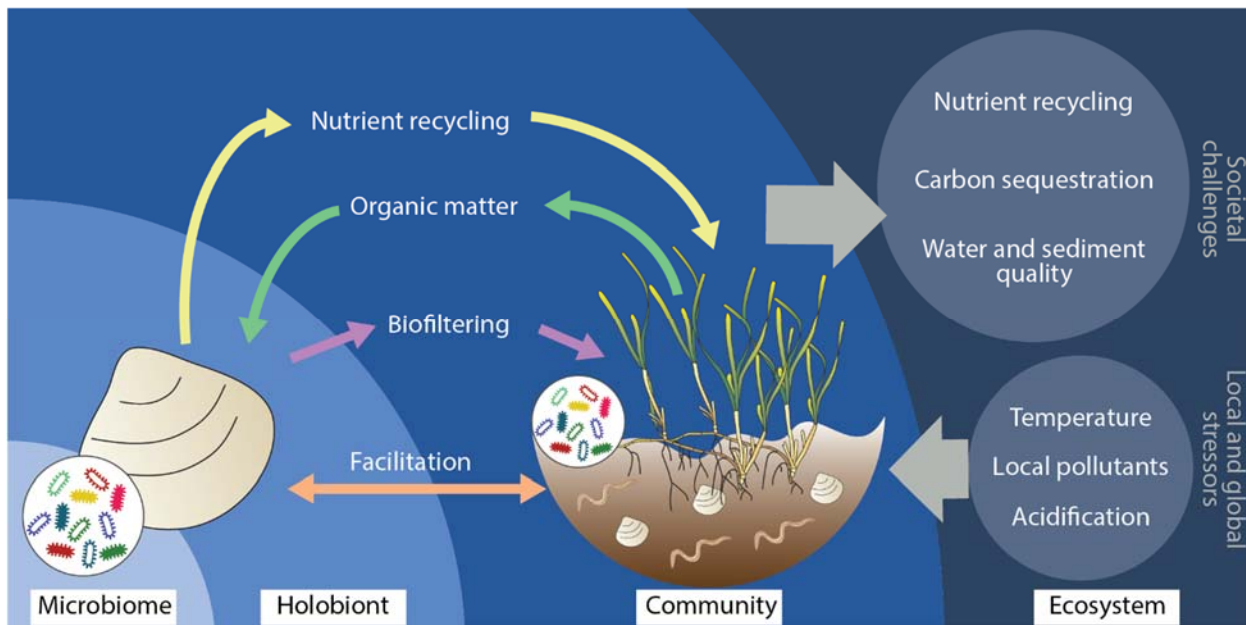 Nutrient recycling
Organic matter
Biofiltering
Facilitation
Nutrient recycling
Carbon sequestration
Water and sediment
quality
Societal
challenges
Temperature
Local pollutants
Acidification
Local and global
stressors
Microbiome
Holobiont
Community
Ecosystem